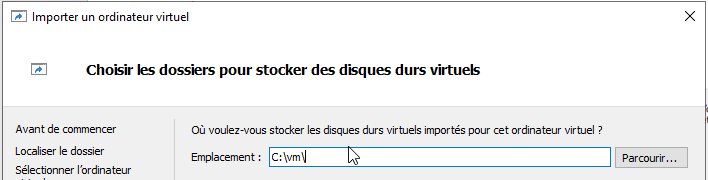 Importer un ordinateur virtuel
Choisir les dossiers pour stocker des disques durs virtuels
Avant de commencer
Localiser le dossier
Sélectionner l'ordinateur
Où voulez-vous stocker les disques durs virtuels importés pour cet ordinateur virtuel ?
Emplacement : C:\vm\ Parcourir...